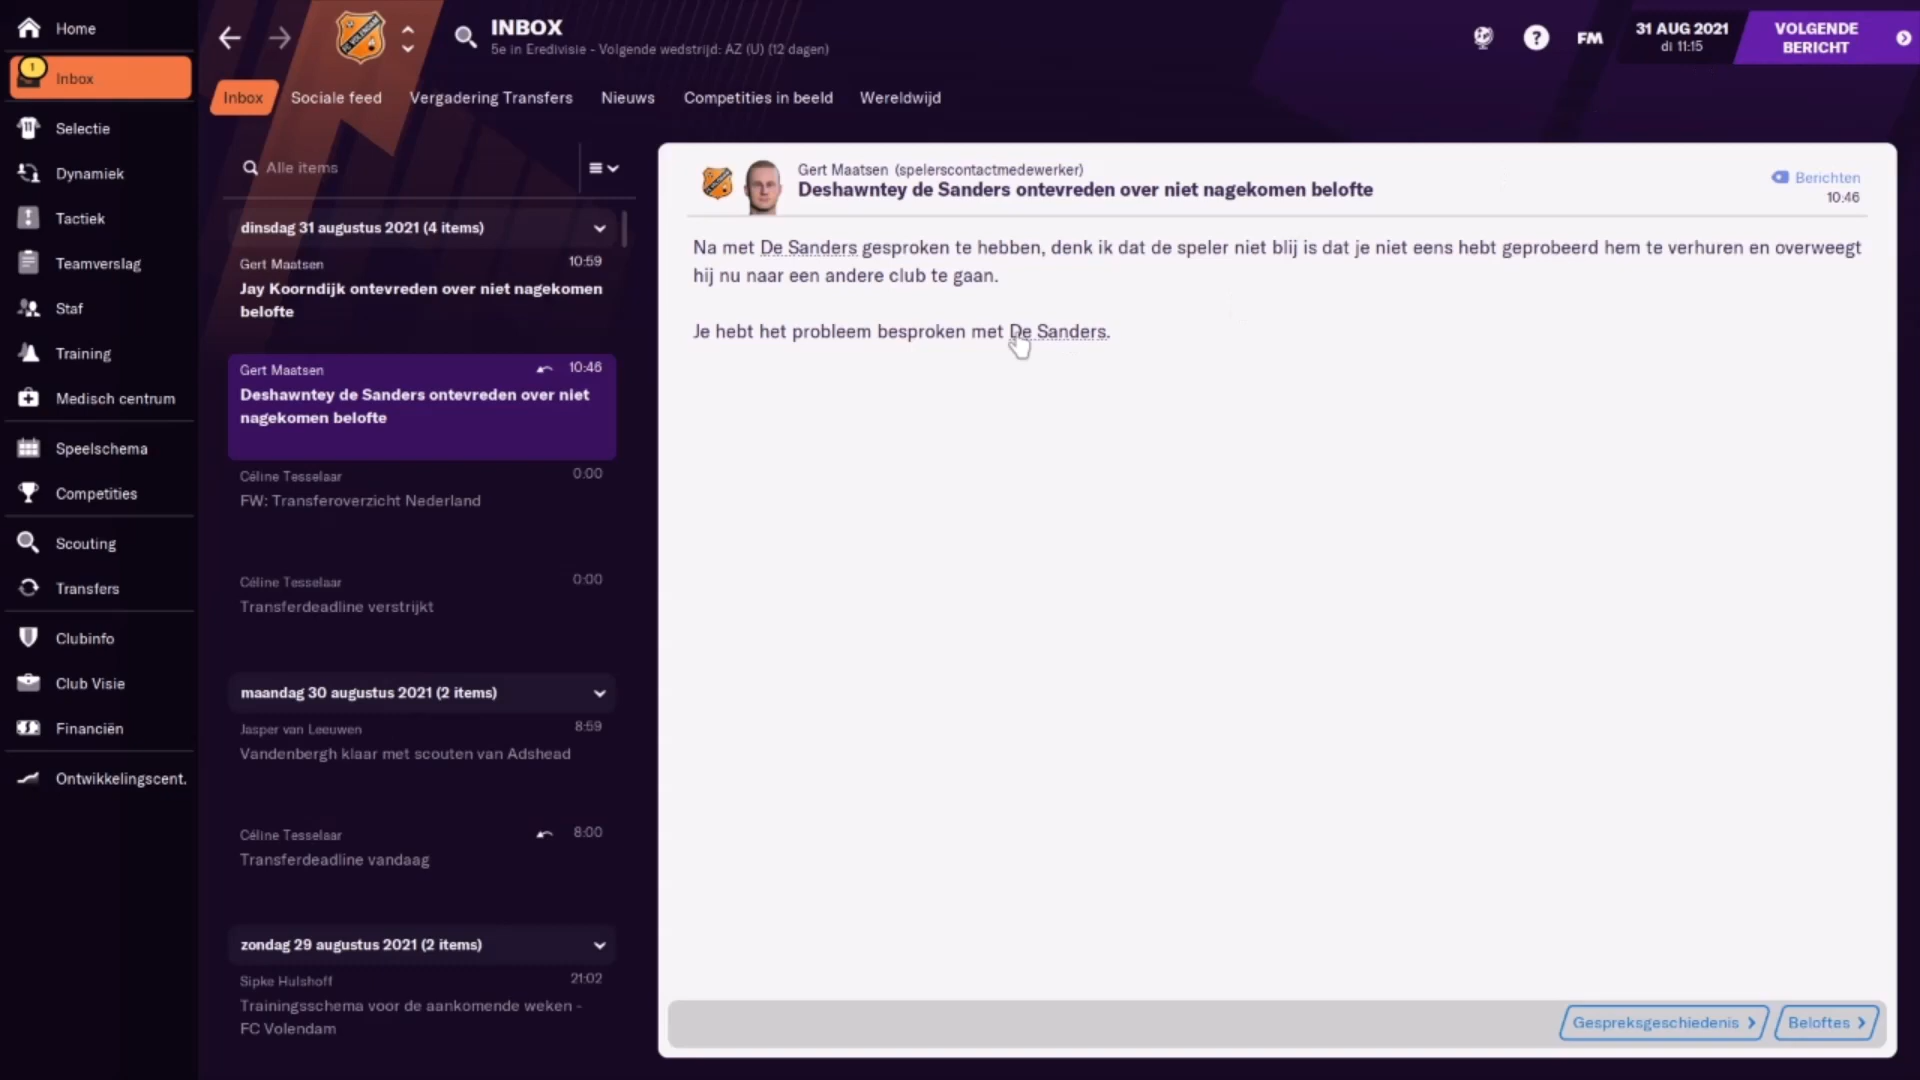 Home
1
Inbox
Selectie
Dynamiek
Tactiek
Teamverslag
Staf
Training
Medisch centrum
Speelschema
Competities
Scouting
Transfers
Clubinfo
Club Visie
Financiën
Ontwikkelingscent.
INBOX
5e in Eredivisie - Volgende wedstrijd: AZ (U) (12 dagen)
FM
31 AUG 2021
di 11:15
VOLGENDE
BERICHT
Inbox
Sociale feed
Vergadering Transfers
Nieuws
Competities in beeld
Wereldwijd
Alle items
dinsdag 31 augustus 2021 (4 items)
Gert Maatsen 10:59
Jay Koorndijk ontevreden over niet nagekomen
belofte
Gert Maatsen 10:46
Deshawntey de Sanders ontevreden over niet
nagekomen belofte
Céline Tesselaar 0:00
FW: Transferoverzicht Nederland
Céline Tesselaar 0:00
Transferdeadline verstrijkt
maandag 30 augustus 2021 (2 items)
Jasper van Leeuwen 8:59
Vandenbergh klaar met scouten van Adshead
Céline Tesselaar 8:00
Transferdeadline vandaag
zondag 29 augustus 2021 (2 items)
Sipke Hulshoff 21:02
Trainingsschema voor de aankomende weken -
FC Volendam
Gert Maatsen (spelerscontactmedewerker)
Deshawntey de Sanders ontevreden over niet nagekomen belofte
Berichten
10:46
Na met De Sanders gesproken te hebben, denk ik dat de speler niet blij is dat je niet eens hebt geprobeerd hem te verhuren en overweegt
hij nu naar een andere club te gaan.
Je hebt het probleem besproken met De Sanders.
Gespreksgeschiedenis
Beloftes